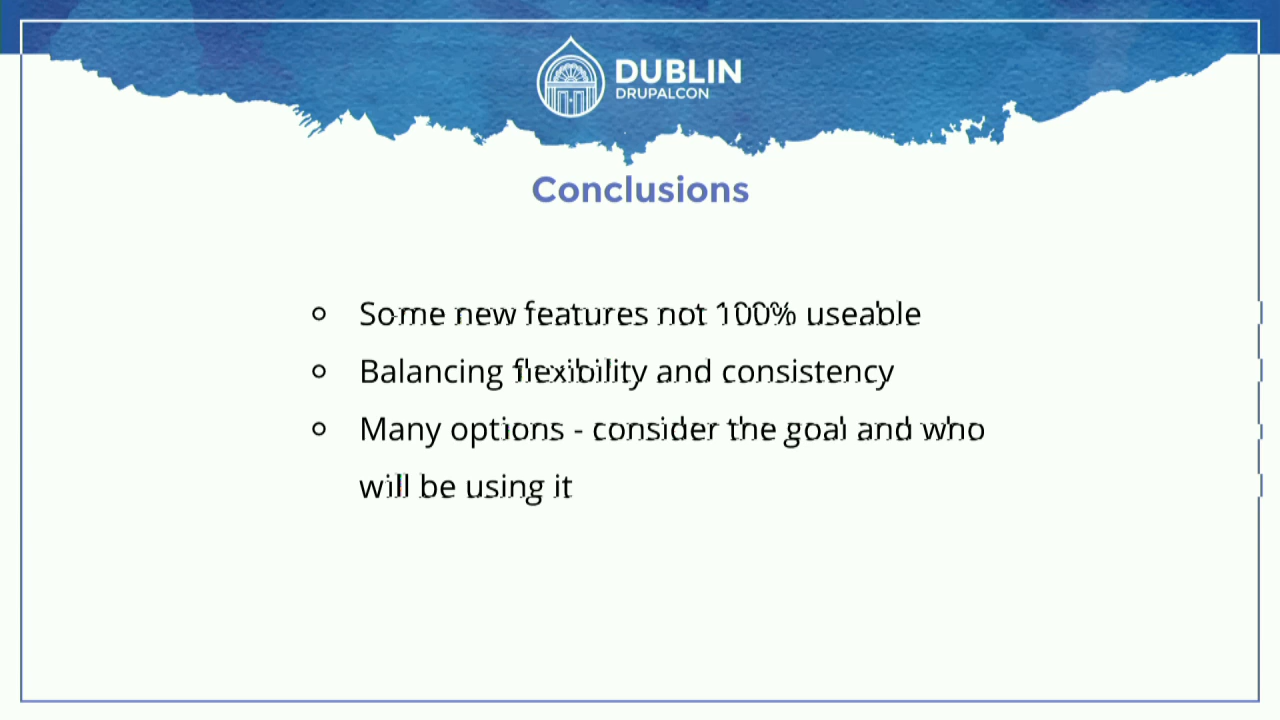 DUBLIN
DRUPALCON
Conclusions
Some new features not 100% useable
Balancing flexibility and consistency
Many options - consider the goal and who
will be using it